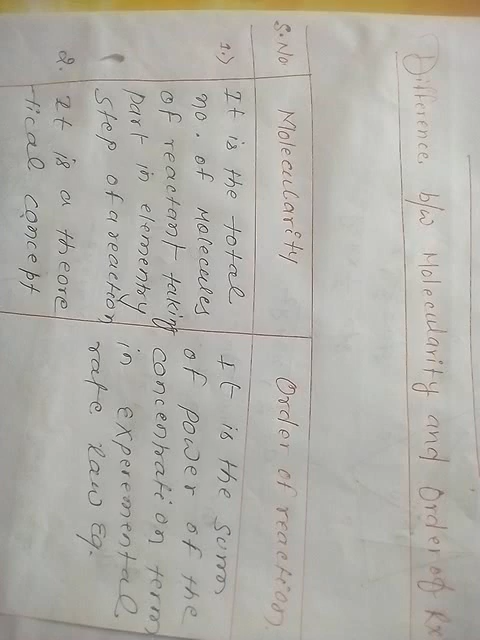 Difference b/w Molecularity and Order of Rx
S.No Molecularity Order of reaction.
1.) It is the total
no. of Molecules
of reactant taking
part in elementry
Step of a reaction
It is the sum
of power of the
concentration term
in experemental
rate Law Eq.
2. It is a theore
-tical concept